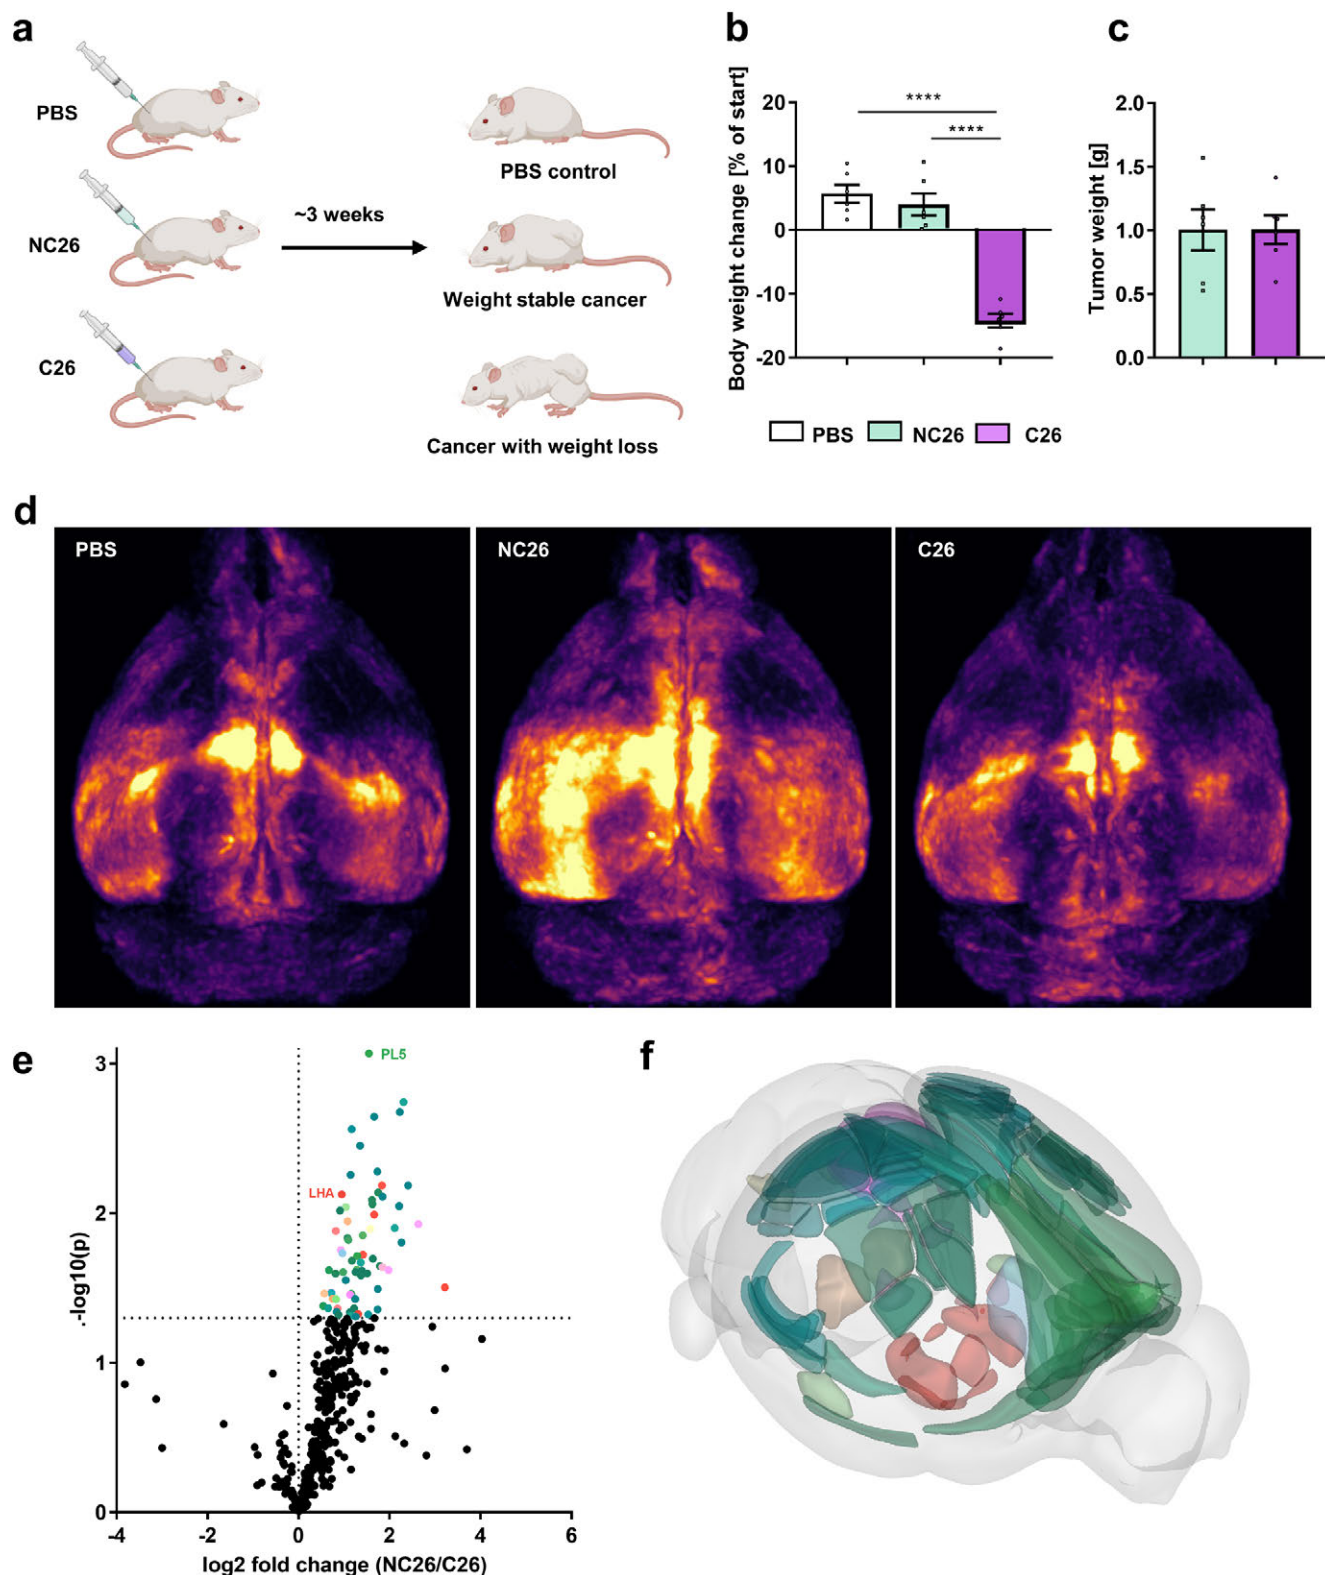 a
PBS
NC26
C26
~3 weeks
PBS control
Weight stable cancer
Cancer with weight loss
b
Body weight change [% of start]
20
10
0
-10
-20
****
****
PBS
NC26
C26
c
Tumor weight [g]
2.0
1.5
1.0
0.5
0.0
d
PBS
NC26
C26
e
-log10(p)
3
2
1
0
PL5
LHA
-4
-2
0
2
4
6
log2 fold change (NC26/C26)
f